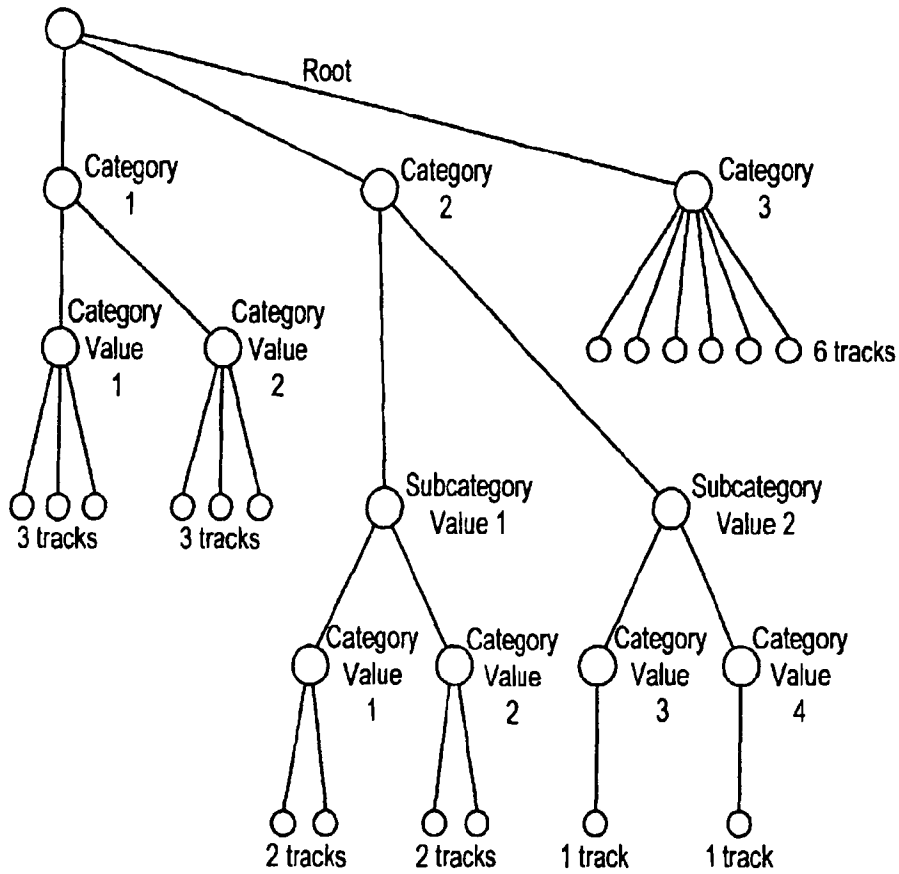 Root
Category
1
Category
2
Category
3
Category
Value
1
Category
Value
2
6 tracks
3 tracks
3 tracks
Subcategory
Value 1
Subcategory
Value 2
Category
Value
1
Category
Value
2
Category
Value
3
Category
Value
4
2 tracks
2 tracks
1 track
1 track